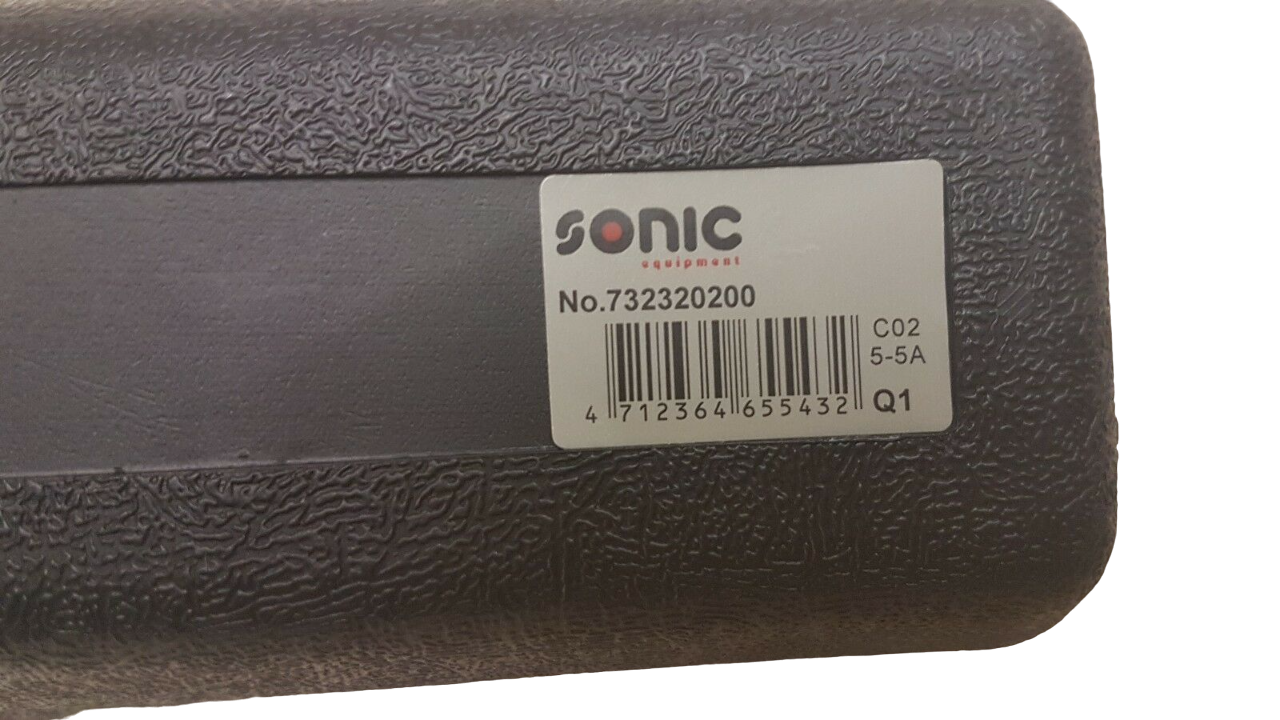 SONIC
equipment
No.732320200
C02
5-5A
4 712364 655432
Q1